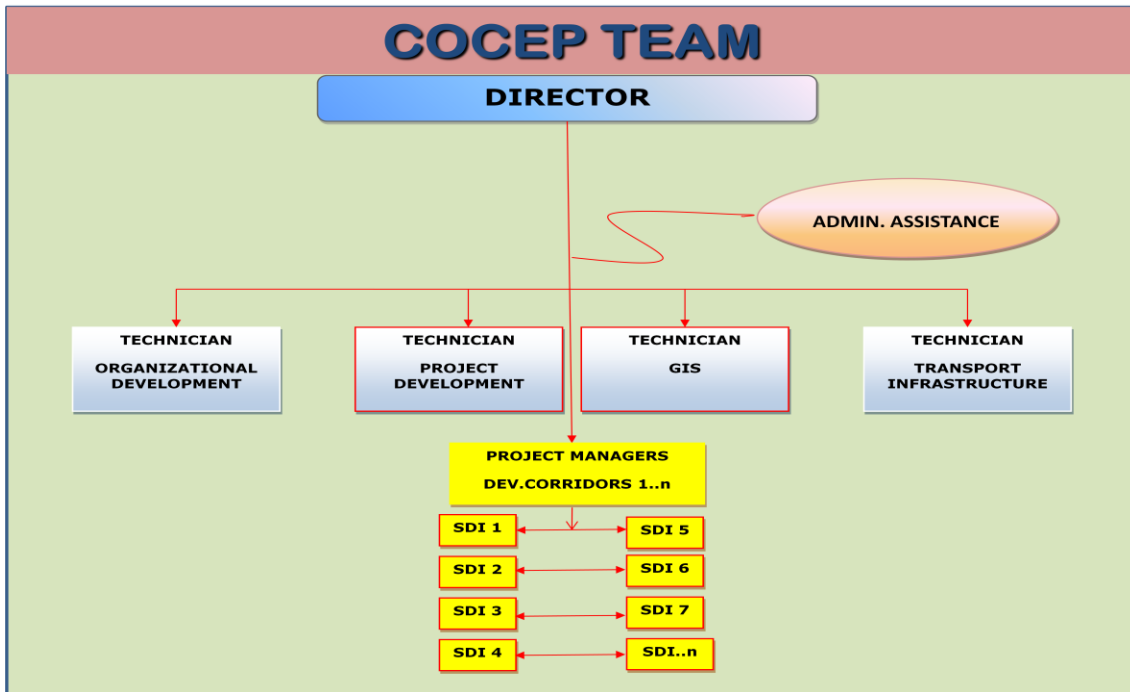 COCEP TEAM
DIRECTOR
ADMIN. ASSISTANCE
TECHNICIAN
ORGANIZATIONAL
DEVELOPMENT
TECHNICIAN
PROJECT
DEVELOPMENT
TECHNICIAN
GIS
TECHNICIAN
TRANSPORT
INFRASTRUCTURE
PROJECT MANAGERS
DEV.CORRIDORS 1..n
SDI 1
SDI 5
SDI 2
SDI 6
SDI 3
SDI 7
SDI 4
SDI..n